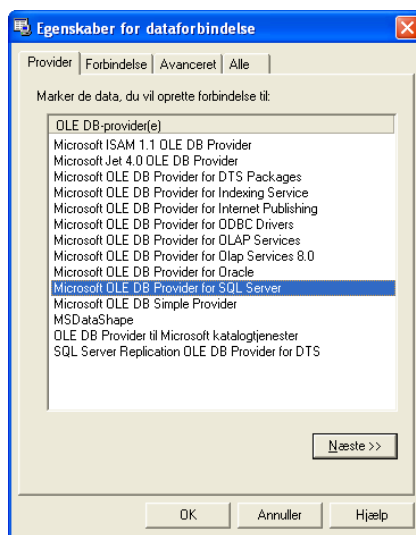 Egenskaber for dataforbindelse
Provider Forbindelse Avanceret Alle
Marker de data, du vil oprette forbindelse til:
OLE DB-provider(e)
Microsoft ISAM 1.1 OLE DB Provider
Microsoft Jet 4.0 OLE DB Provider
Microsoft OLE DB Provider for DTS Packages
Microsoft OLE DB Provider for Indexing Service
Microsoft OLE DB Provider for Internet Publishing
Microsoft OLE DB Provider for ODBC Drivers
Microsoft OLE DB Provider for OLAP Services
Microsoft OLE DB Provider for Olap Services 8.0
Microsoft OLE DB Provider for Oracle
Microsoft OLE DB Provider for SQL Server
Microsoft OLE DB Simple Provider
MSDataShape
OLE DB Provider til Microsoft katalogtjenester
SQL Server Replication OLE DB Provider for DTS
Næste >>
OK Annuller Hjælp